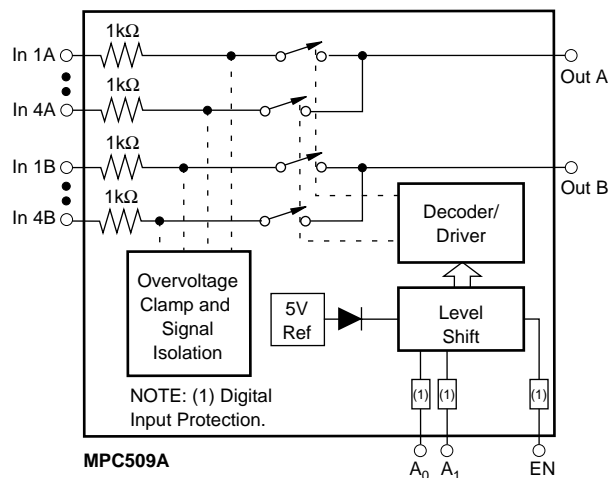 1kΩ
In 1A
Out A
1kΩ
In 4A
1kΩ
In 1B
Out B
1kΩ
In 4B
Decoder/
Driver
Overvoltage
Clamp and
Signal
Isolation
5V
Ref
Level
Shift
NOTE: (1) Digital
Input Protection.
(1) (1) (1)
MPC509A
A₀ A₁ EN